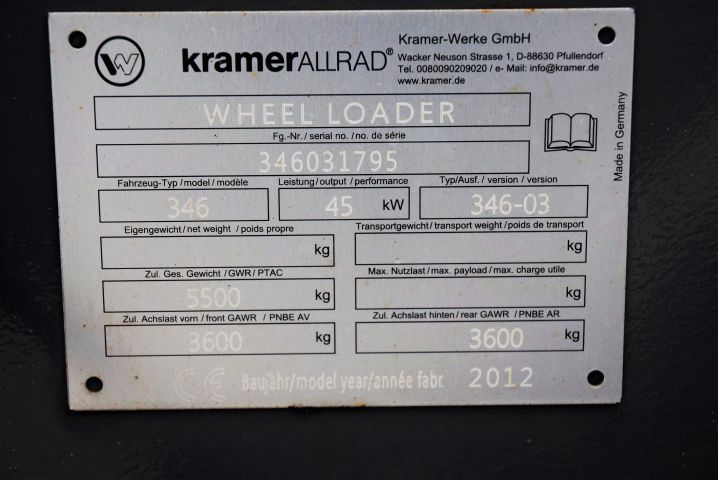 kramerALLRAD®
Kramer-Werke GmbH
Wacker Neuson Strasse 1, D-88630 Pfullendorf
Tel. 0080090209020 / e- Mail: info@kramer.de
www.kramer.de
WHEEL LOADER
Fg.-Nr./ serial no. / no. de série
346031795
Made in Germany
Fahrzeug-Typ / model / modèle
346
Leistung / output / performance
45 kW
Typ/Ausf. / version / version
346-03
Eigengewicht / net weight / poids propre
kg
Transportgewicht / transport weight / poids de transport
kg
Zul. Ges. Gewicht / GWR / PTAC
5500 kg
Max. Nutzlast / max. payload / max. charge utile
kg
Zul. Achslast vorn / front GAWR / PNBE AV
3600 kg
Zul. Achslast hinten / rear GAWR / PNBE AR
3600 kg
CE Baujahr/model year/année fabr. 2012